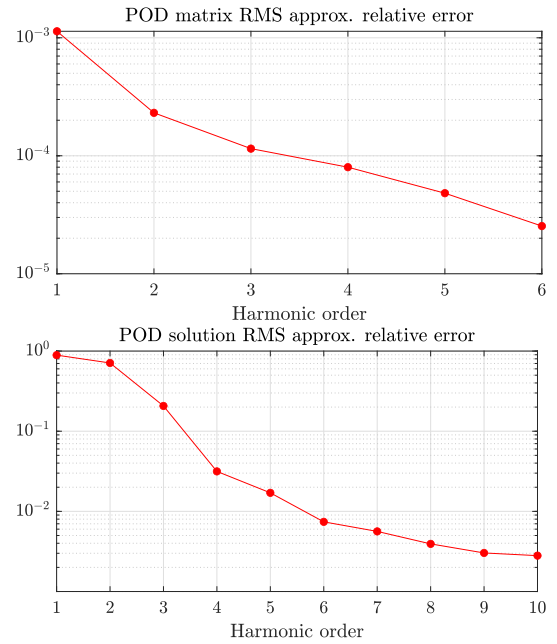 POD matrix RMS approx. relative error
10^-3
10^-4
10^-5
1 2 3 4 5 6
Harmonic order
POD solution RMS approx. relative error
10^0
10^-1
10^-2
1 2 3 4 5 6 7 8 9 10
Harmonic order